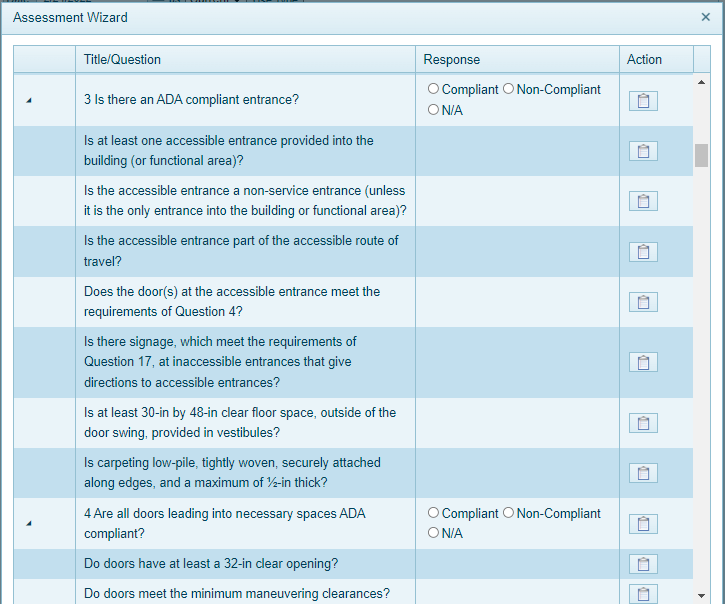 Assessment Wizard
Title/Question Response Action
3 Is there an ADA compliant entrance?
Compliant Non-Compliant
N/A
Is at least one accessible entrance provided into the
building (or functional area)?
Is the accessible entrance a non-service entrance (unless
it is the only entrance into the building or functional area)?
Is the accessible entrance part of the accessible route of
travel?
Does the door(s) at the accessible entrance meet the
requirements of Question 4?
Is there signage, which meet the requirements of
Question 17, at inaccessible entrances that give
directions to accessible entrances?
Is at least 30-in by 48-in clear floor space, outside of the
door swing, provided in vestibules?
Is carpeting low-pile, tightly woven, securely attached
along edges, and a maximum of ½-in thick?
4 Are all doors leading into necessary spaces ADA
compliant?
Compliant Non-Compliant
N/A
Do doors have at least a 32-in clear opening?
Do doors meet the minimum maneuvering clearances?